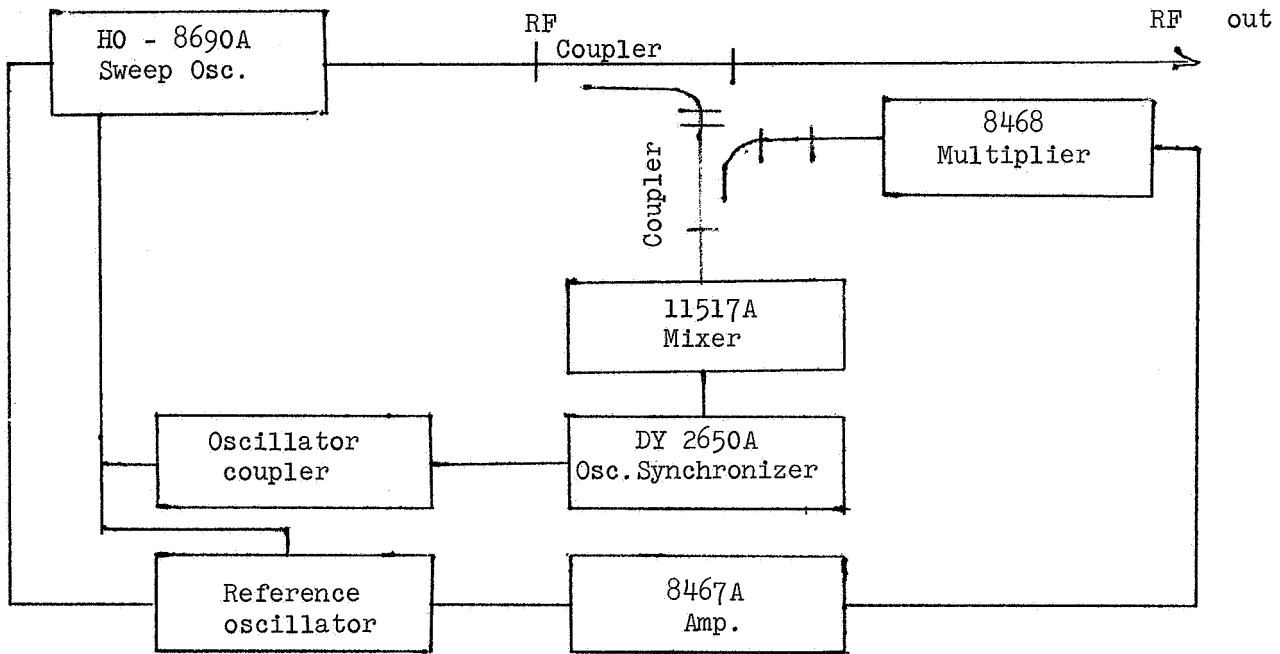 HO - 8690A
Sweep Osc.
RF
Coupler
RF out
8468
Multiplier
Coupler
11517A
Mixer
Oscillator
coupler
DY 2650A
Osc.Synchronizer
Reference
oscillator
8467A
Amp.